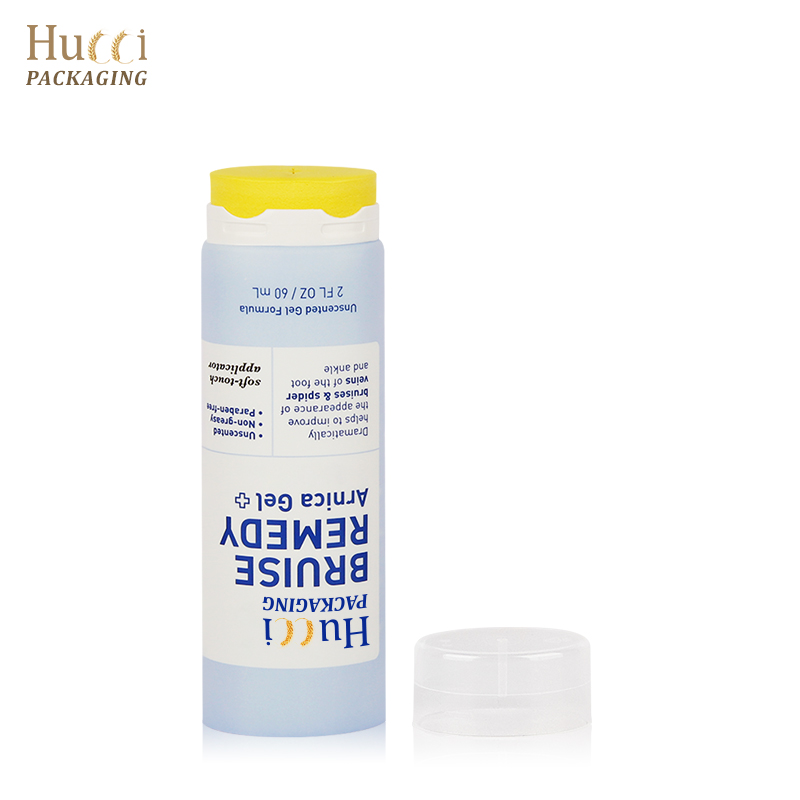 Hucci
PACKAGING
Hucci
PACKAGING
BRUISE
REMEDY
Arnica Gel +
Dramatically
helps to improve
the appearance of
bruises & spider
veins of the foot
and ankle
• Unscented
• Non-greasy
• Paraben-free
soft-touch
applicator
Unscented Gel Formula
2 FL OZ / 60 mL